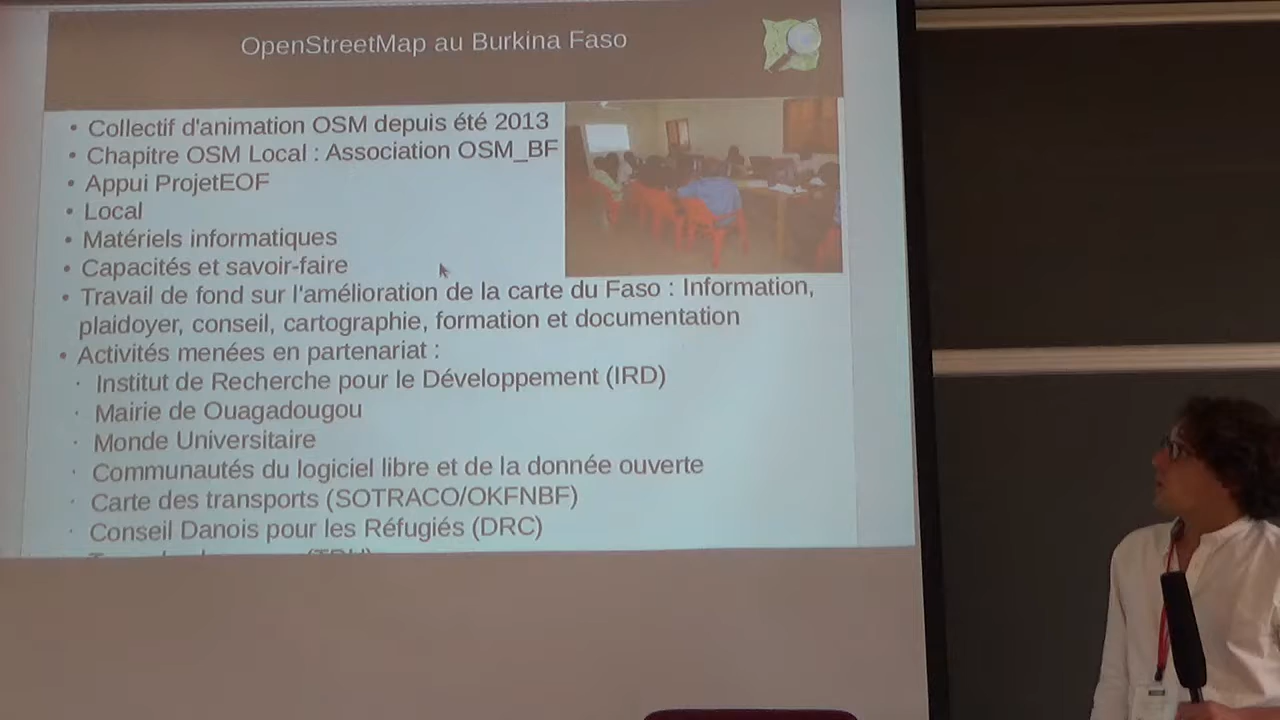 OpenStreetMap au Burkina Faso
• Collectif d'animation OSM depuis été 2013
• Chapitre OSM Local : Association OSM_BF
• Appui ProjetEOF
• Local
• Matériels informatiques
• Capacités et savoir-faire
• Travail de fond sur l'amélioration de la carte du Faso : Information,
plaidoyer, conseil, cartographie, formation et documentation
• Activités menées en partenariat :
· Institut de Recherche pour le Développement (IRD)
· Mairie de Ouagadougou
· Monde Universitaire
· Communautés du logiciel libre et de la donnée ouverte
· Carte des transports (SOTRACO/OKFNBF)
· Conseil Danois pour les Réfugiés (DRC)